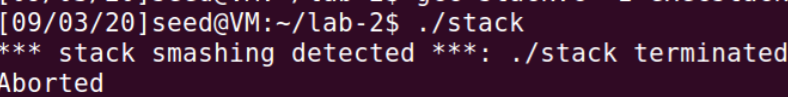 [09/03/20]seed@VM:~/lab-2$ ./stack
*** stack smashing detected ***: ./stack terminated
Aborted